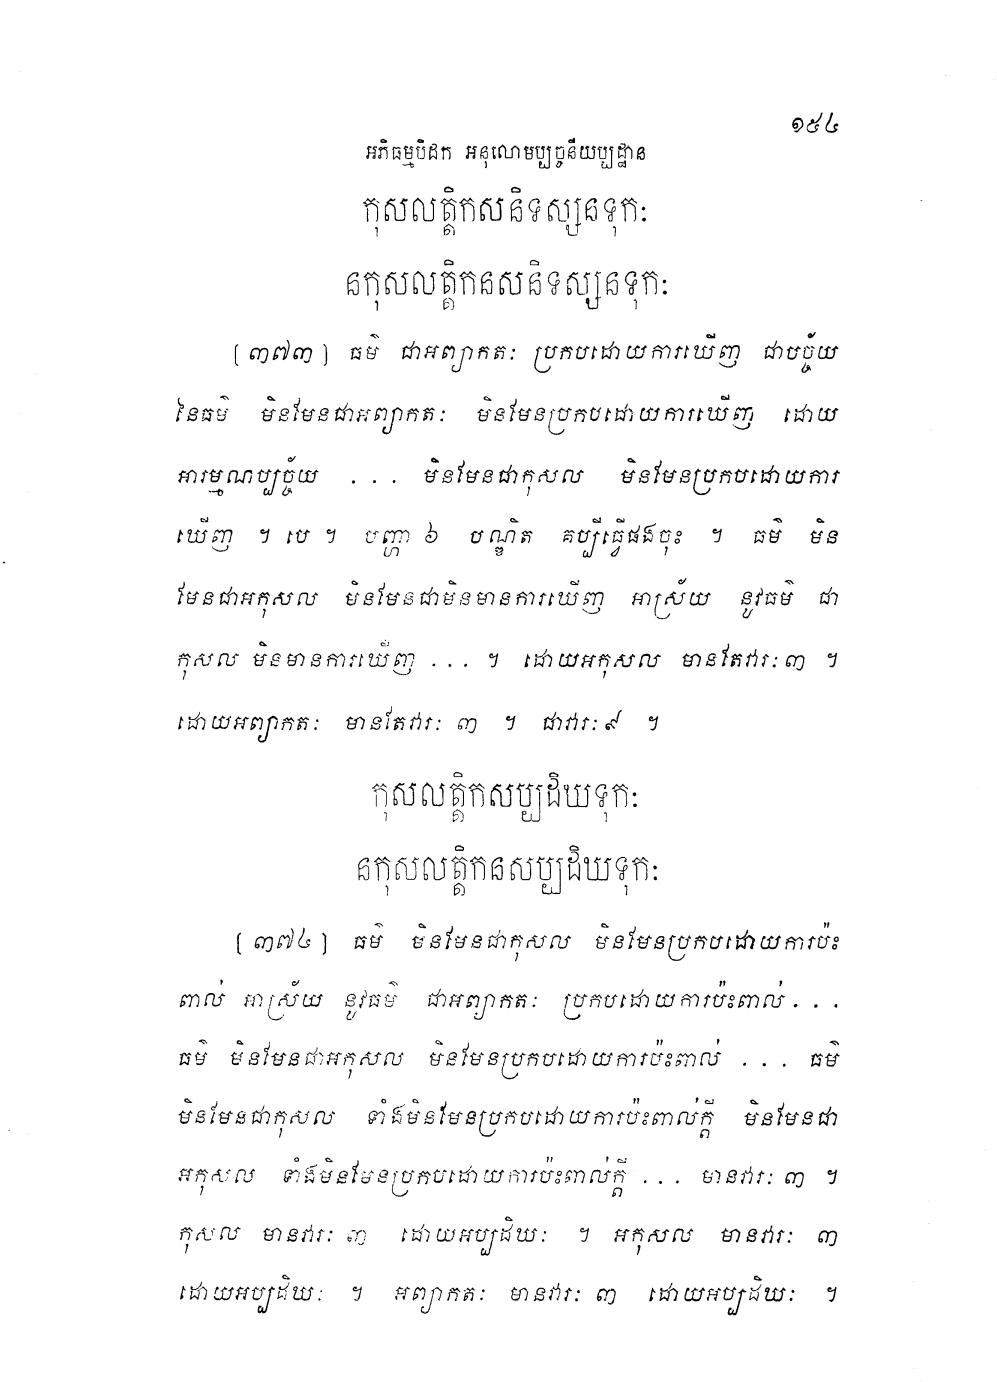 ១៥៤
អភិធម្មបិដក អនុលោមប្បច្ចនីយប្បដ្ឋាន
កុសលត្តិកសនិទស្សនទុកៈ
នកុសលត្តិកនសនិទស្សនទុកៈ
(៣៧៣) ធម៌ ជាអព្យាកតៈ ប្រកបដោយការឃើញ ជាបច្ច័យ
នៃធម៌ មិនមែនជាអព្យាកតៈ មិនមែនប្រកបដោយការឃើញ ដោយ
អារម្មណប្បច្ច័យ ... មិនមែនជាកុសល មិនមែនប្រកបដោយការ
ឃើញ ។ បេ ។ បញ្ហា ៦ បណ្ឌិត គប្បីធ្វើផងចុះ ។ ធម៌ មិន
មែនជាអកុសល មិនមែនជាមិនមានការឃើញ អាស្រ័យ នូវធម៌ ជា
កុសល មិនមានការឃើញ ... ។ ដោយអកុសល មានតែវារៈ ៣ ។
ដោយអព្យាកតៈ មានតែវារៈ ៣ ។ ជាវារៈ ៩ ។
កុសលត្តិកសប្បដិឃទុកៈ
នកុសលត្តិកនសប្បដិឃទុកៈ
(៣៧៤) ធម៌ មិនមែនជាកុសល មិនមែនប្រកបដោយការប៉ះ
ពាល់ អាស្រ័យ នូវធម៌ ជាអព្យាកតៈ ប្រកបដោយការប៉ះពាល់ ...
ធម៌ មិនមែនជាអកុសល មិនមែនប្រកបដោយការប៉ះពាល់ ... ធម៌
មិនមែនជាកុសល ទាំងមិនមែនប្រកបដោយការប៉ះពាល់ក្តី មិនមែនជា
អកុសល ទាំងមិនមែនប្រកបដោយការប៉ះពាល់ក្តី ... មានវារៈ ៣ ។
កុសល មានវារៈ ៣ ដោយអប្បដិឃៈ ។ អកុសល មានវារៈ ៣
ដោយអប្បដិឃៈ ។ អព្យាកតៈ មានវារៈ ៣ ដោយអប្បដិឃៈ ។